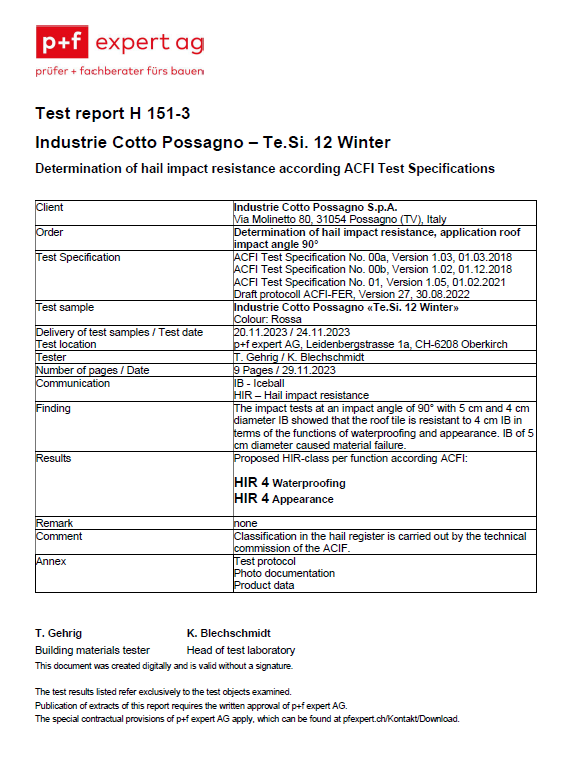 p+f expert ag
prüfer + fachberater fürs bauen
Test report H 151-3
Industrie Cotto Possagno – Te.Si. 12 Winter
Determination of hail impact resistance according ACFI Test Specifications
Client
Industrie Cotto Possagno S.p.A.
Via Molinetto 80, 31054 Possagno (TV), Italy
Order
Determination of hail impact resistance, application roof
impact angle 90°
Test Specification
ACFI Test Specification No. 00a, Version 1.03, 01.03.2018
ACFI Test Specification No. 00b, Version 1.02, 01.12.2018
ACFI Test Specification No. 01, Version 1.05, 01.02.2021
Draft protocoll ACFI-FER, Version 27, 30.08.2022
Test sample
Industrie Cotto Possagno «Te.Si. 12 Winter»
Colour: Rossa
Delivery of test samples / Test date
20.11.2023 / 24.11.2023
Test location
p+f expert AG, Leidenbergstrasse 1a, CH-6208 Oberkirch
Tester
T. Gehrig / K. Blechschmidt
Number of pages / Date
9 Pages / 29.11.2023
Communication
IB - Iceball
HIR – Hail impact resistance
Finding
The impact tests at an impact angle of 90° with 5 cm and 4 cm
diameter IB showed that the roof tile is resistant to 4 cm IB in
terms of the functions of waterproofing and appearance. IB of 5
cm diameter caused material failure.
Results
Proposed HIR-class per function according ACFI:
HIR 4 Waterproofing
HIR 4 Appearance
Remark
none
Comment
Classification in the hail register is carried out by the technical
commission of the ACIF.
Annex
Test protocol
Photo documentation
Product data
T. Gehrig
K. Blechschmidt
Building materials tester
Head of test laboratory
This document was created digitally and is valid without a signature.
The test results listed refer exclusively to the test objects examined.
Publication of extracts of this report requires the written approval of p+f expert AG.
The special contractual provisions of p+f expert AG apply, which can be found at pfexpert.ch/Kontakt/Download.